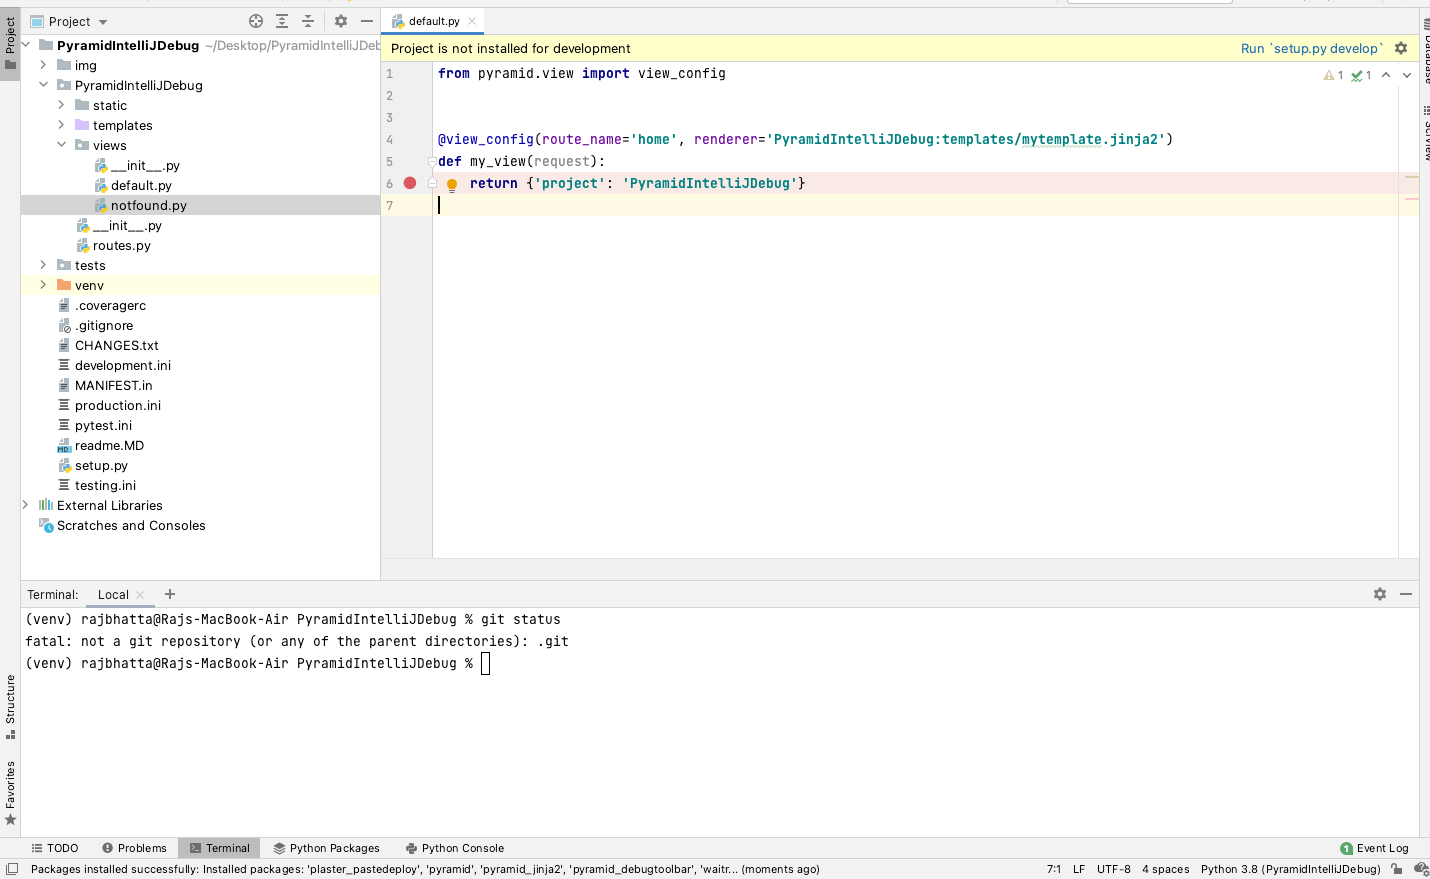 Project
default.py
PyramidIntelliJDebug ~/Desktop/PyramidIntelliJDeb
img
PyramidIntelliJDebug
static
templates
views
__init__.py
default.py
notfound.py
__init__.py
routes.py
tests
venv
.coveragerc
.gitignore
CHANGES.txt
development.ini
MANIFEST.in
production.ini
pytest.ini
readme.MD
setup.py
testing.ini
External Libraries
Scratches and Consoles
Project is not installed for development
Run `setup.py develop`
1 from pyramid.view import view_config
1 1
2
3
4 @view_config(route_name='home', renderer='PyramidIntelliJDebug:templates/mytemplate.jinja2')
5 def my_view(request):
6 return {'project': 'PyramidIntelliJDebug'}
7
Project
Structure
Favorites
Database
SciView
Terminal: Local
(venv) rajbhatta@Rajs-MacBook-Air PyramidIntelliJDebug % git status
fatal: not a git repository (or any of the parent directories): .git
(venv) rajbhatta@Rajs-MacBook-Air PyramidIntelliJDebug %
TODO Problems Terminal Python Packages Python Console
1 Event Log
Packages installed successfully: Installed packages: 'plaster_pastedeploy', 'pyramid', 'pyramid_jinja2', 'pyramid_debugtoolbar', 'waitr... (moments ago)
7:1 LF UTF-8 4 spaces Python 3.8 (PyramidIntelliJDebug)